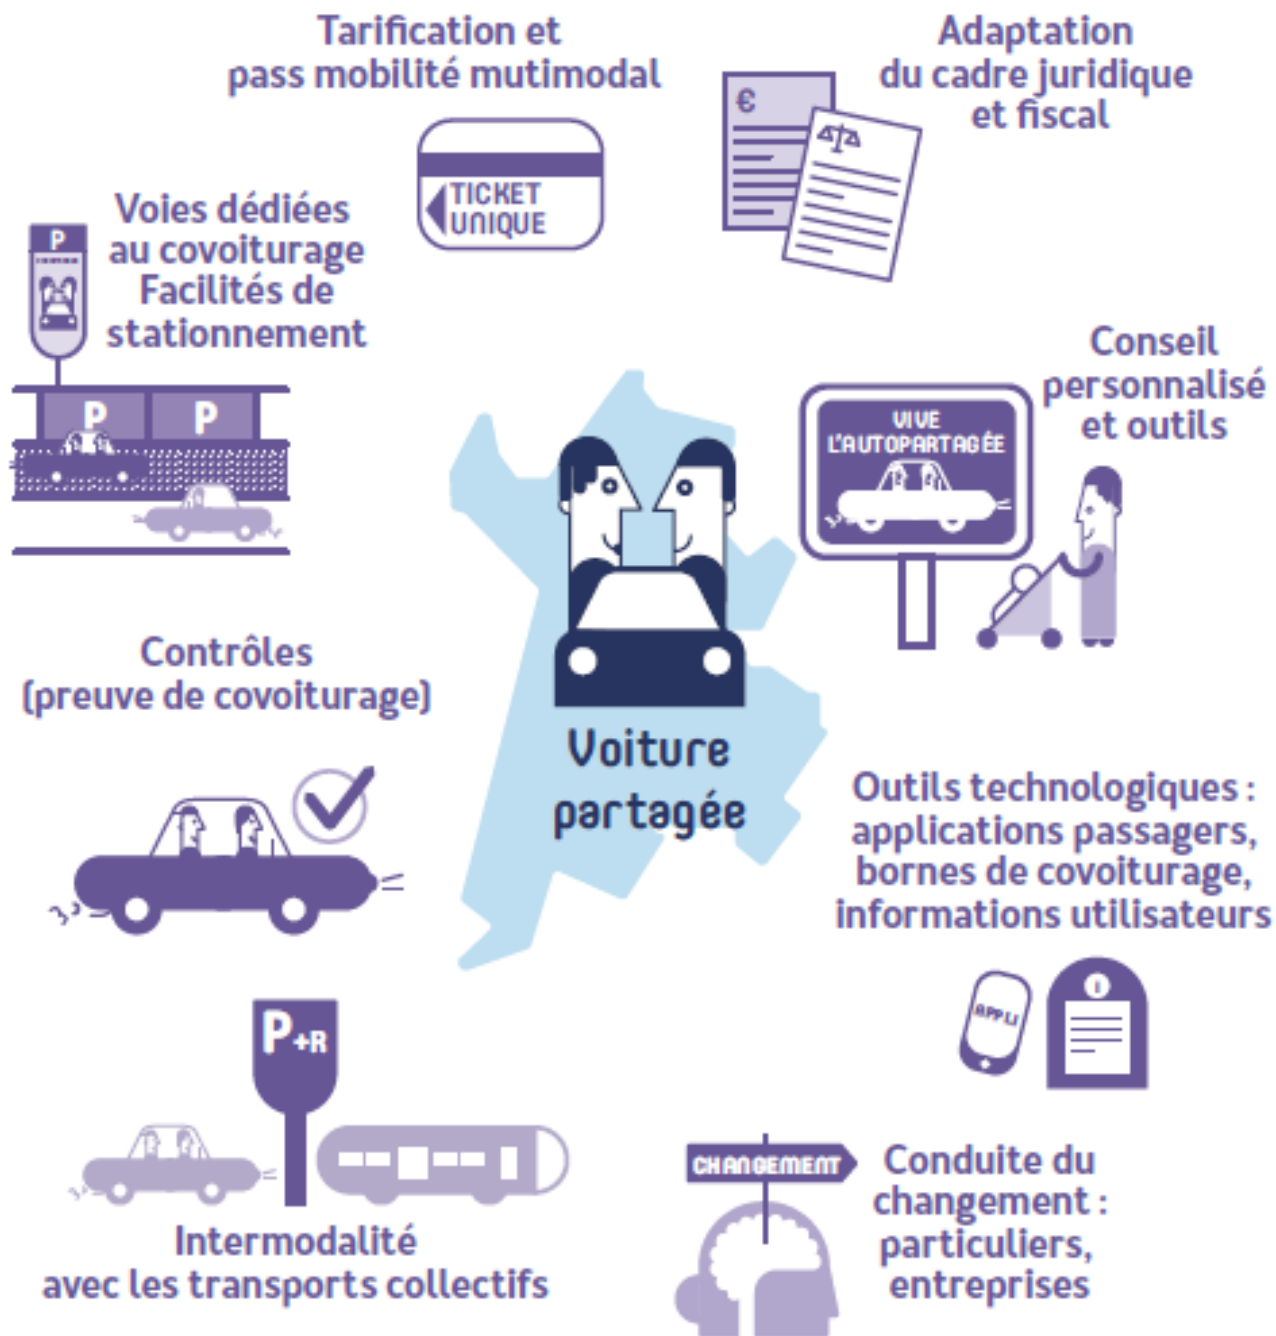 Tarification et
pass mobilité mutimodal
TICKET
UNIQUE
Adaptation
du cadre juridique
et fiscal
€
Voies dédiées
au covoiturage
Facilités de
stationnement
P
P
P
Conseil
personnalisé
et outils
VIVE
L'AUTOPARTAGÉE
Contrôles
(preuve de covoiturage)
Voiture
partagée
Outils technologiques :
applications passagers,
bornes de covoiturage,
informations utilisateurs
APPLI
i
P+R
Intermodalité
avec les transports collectifs
CHANGEMENT
Conduite du
changement :
particuliers,
entreprises